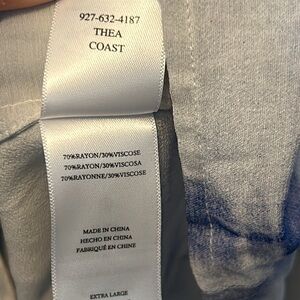 927-632-4187
THEA
COAST
70%RAYON/30%VISCOSE
70%RAYON/30%VISCOSA
70%RAYONNE/30%VISCOSE
MADE IN CHINA
HECHO EN CHINA
FABRIQUÉ EN CHINE
EXTRA LARGE